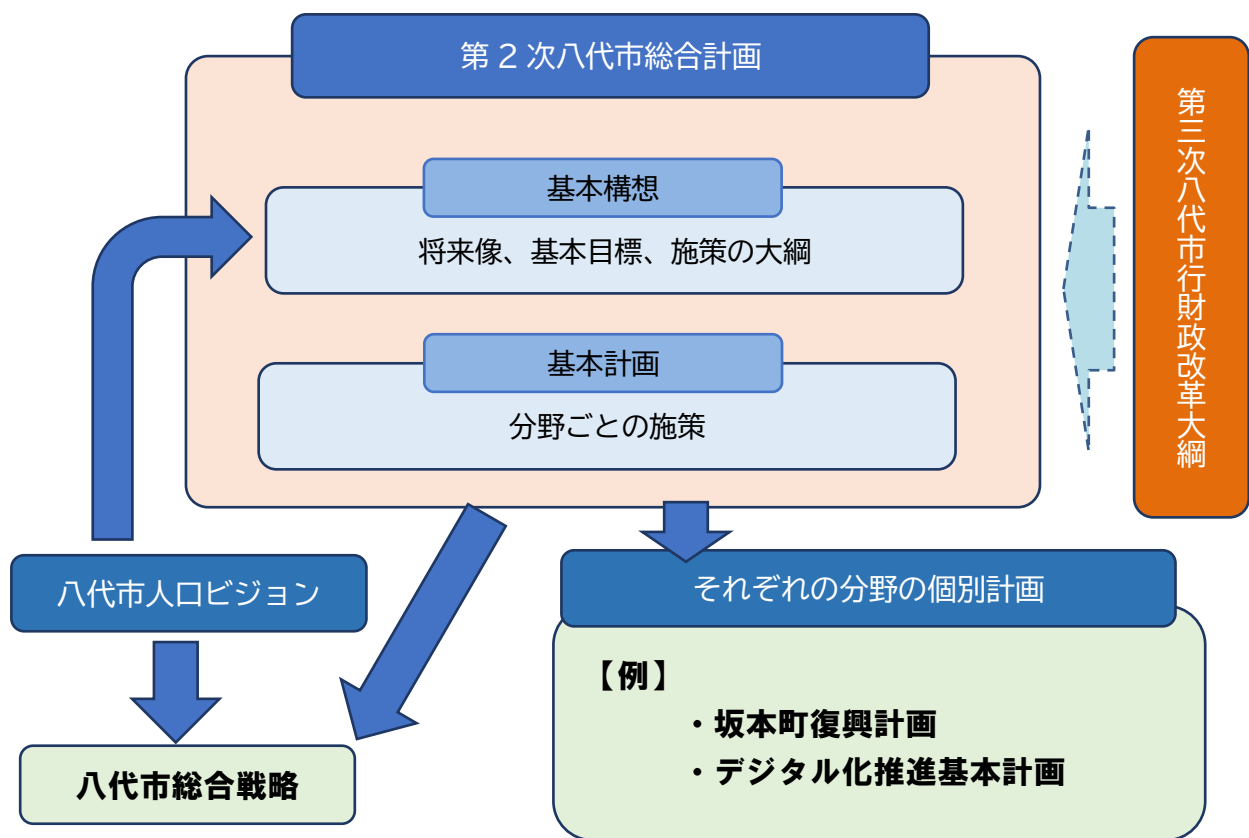 第2次八代市総合計画
基本構想
将来像、基本目標、施策の大綱
基本計画
分野ごとの施策
第三次八代市行財政改革大綱
八代市人口ビジョン
八代市総合戦略
それぞれの分野の個別計画
【例】
・坂本町復興計画
・デジタル化推進基本計画